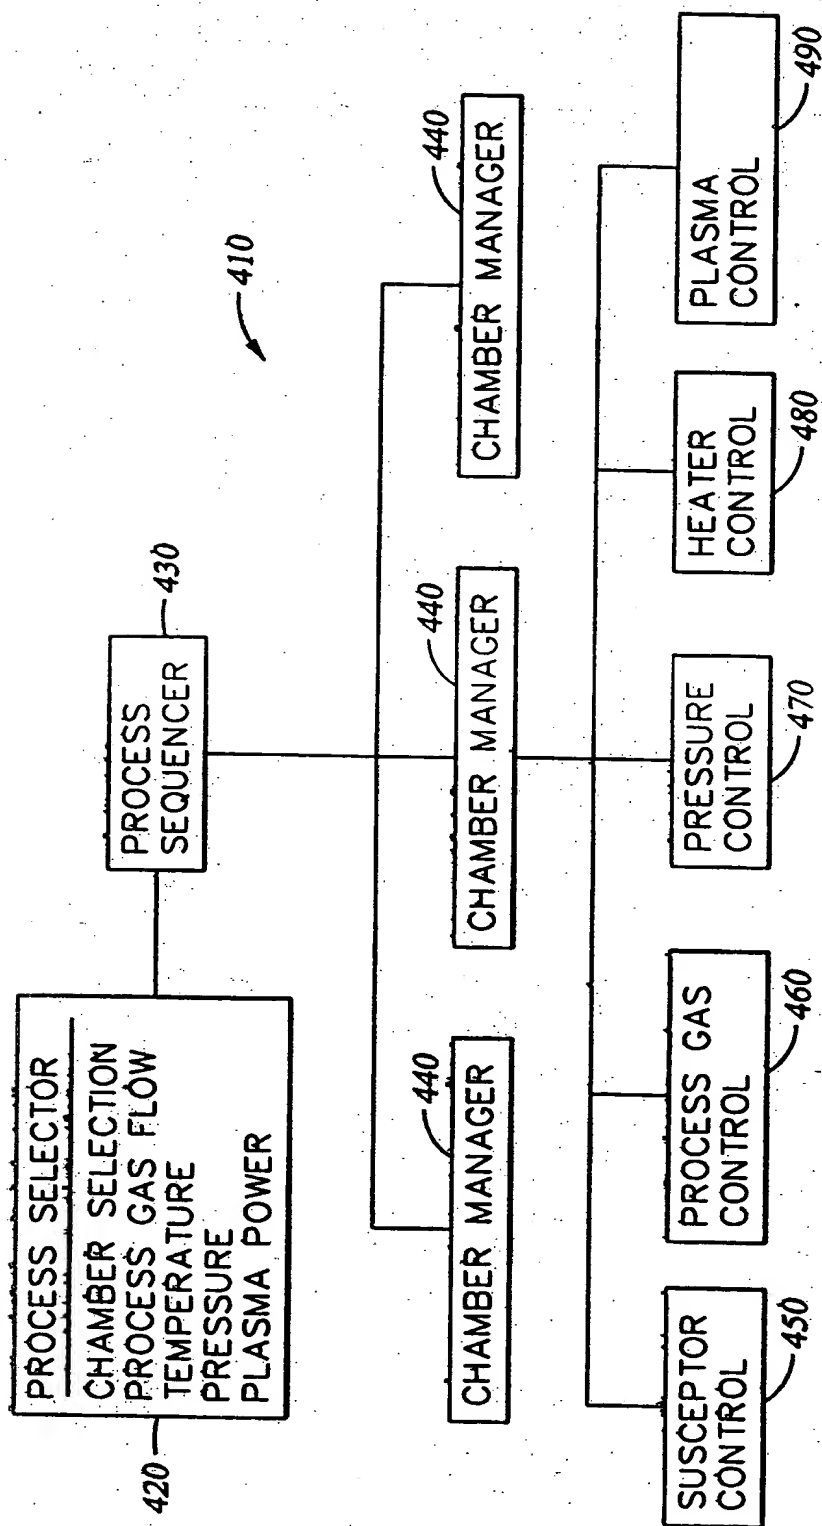 410
PROCESS SELECTOR
CHAMBER SELECTION
PROCESS GAS FLOW
TEMPERATURE
PRESSURE
PLASMA POWER
420
PROCESS
SEQUENCER
430
CHAMBER MANAGER
440
CHAMBER MANAGER
440
CHAMBER MANAGER
440
SUSCEPTOR
CONTROL
450
PROCESS GAS
CONTROL
460
PRESSURE
CONTROL
470
HEATER
CONTROL
480
PLASMA
CONTROL
490